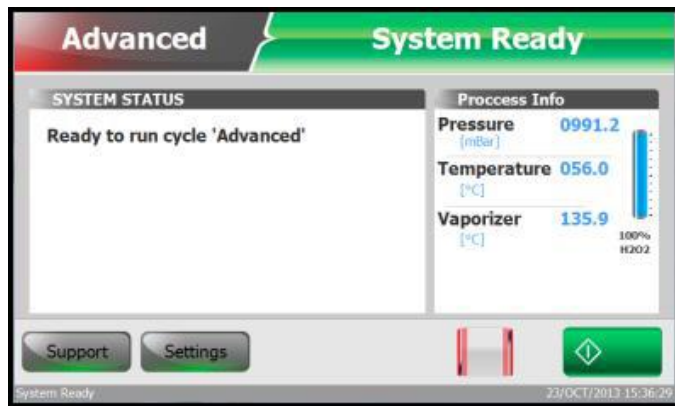 Advanced
System Ready
SYSTEM STATUS
Ready to run cycle 'Advanced'
Proccess Info
Pressure 0991.2
[mBar]
Temperature 056.0
[°C]
Vaporizer 135.9
[°C]
100%
H2O2
Support
Settings
System Ready
23/OCT/2013 15:36:29